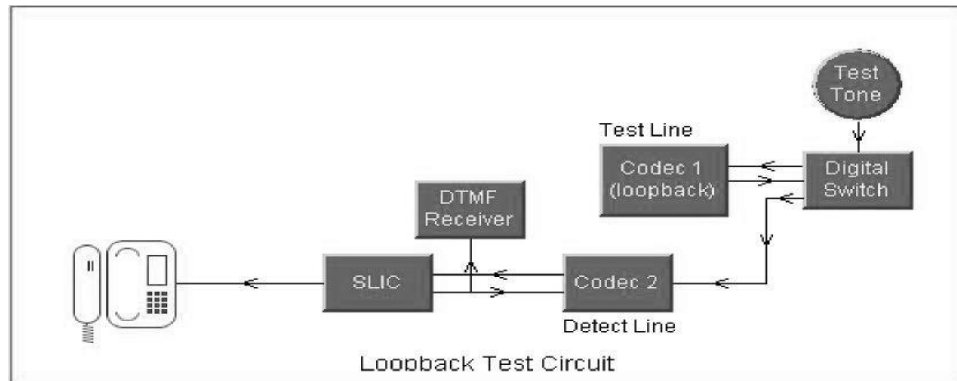 Test
Tone
Test Line
Codec 1
(loopback)
Digital
Switch
DTMF
Receiver
SLIC
Codec 2
Detect Line
Loopback Test Circuit